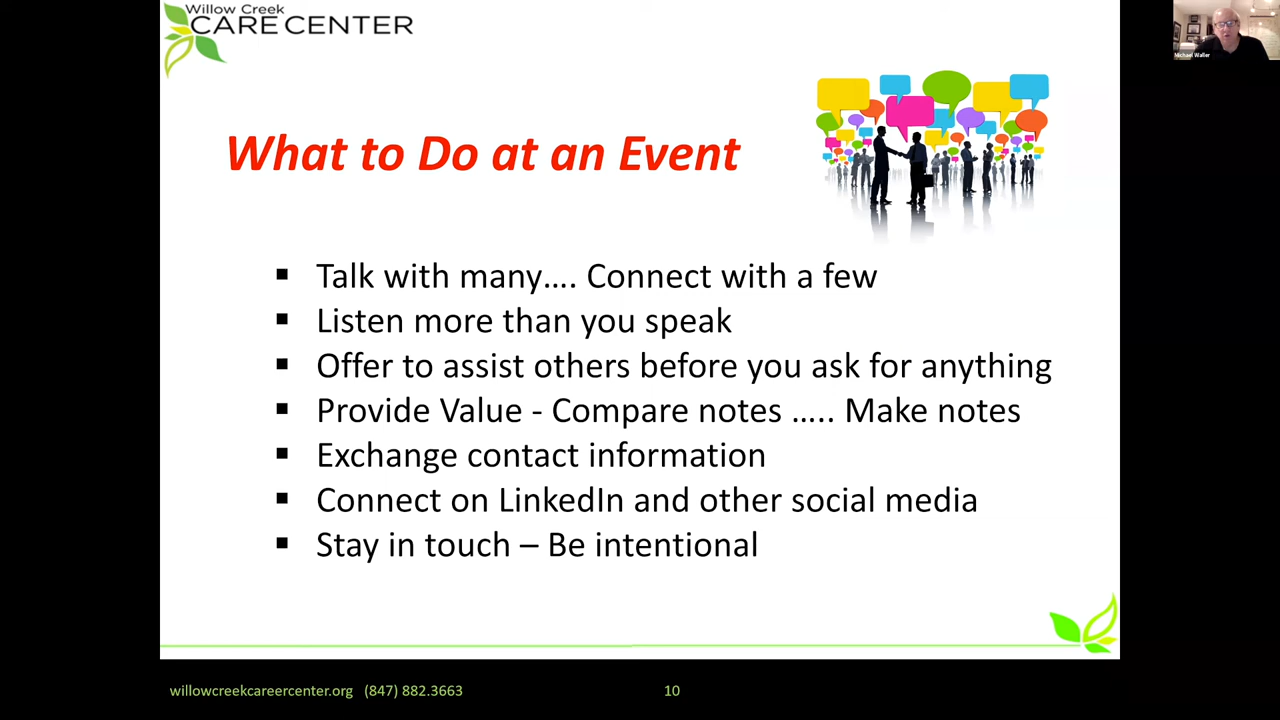 Willow Creek
CARE CENTER
Michael Waller
What to Do at an Event
▪ Talk with many…. Connect with a few
▪ Listen more than you speak
▪ Offer to assist others before you ask for anything
▪ Provide Value - Compare notes ….. Make notes
▪ Exchange contact information
▪ Connect on LinkedIn and other social media
▪ Stay in touch – Be intentional
willowcreekcareercenter.org (847) 882.3663
10